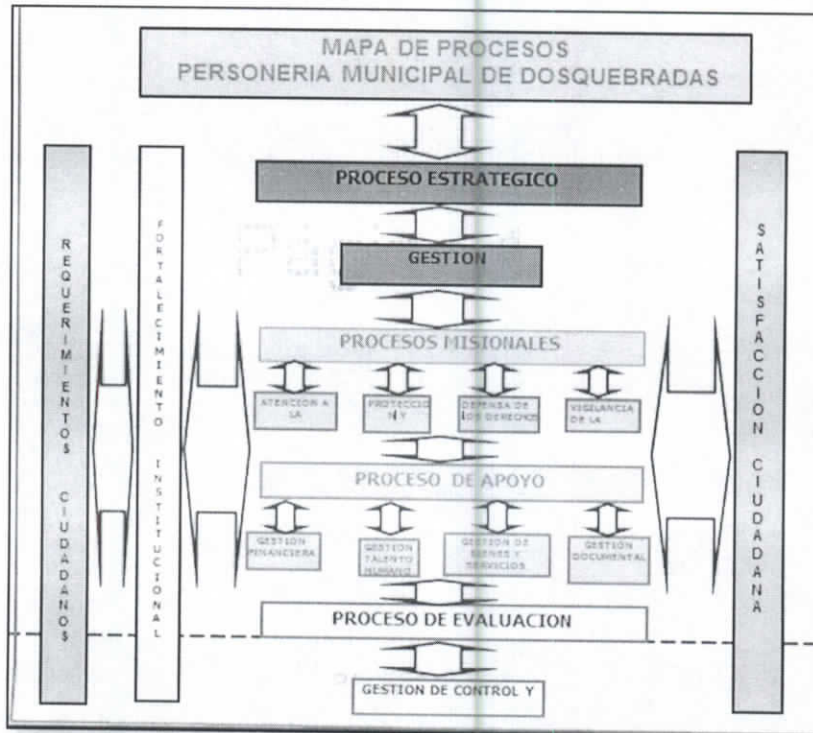 MAPA DE PROCESOS
PERSONERIA MUNICIPAL DE DOSQUEBRADAS
REQUERIMIENTOS CIUDADANOS
FORTALECIMIENTO INSTITUCIONAL
PROCESO ESTRATEGICO
GESTION
PROCESOS MISIONALES
ATENCION A
LA
PROTECCIO
N Y
DEFENSA DE
LOS DERECHOS
VIGILANCIA
DE LA
PROCESO DE APOYO
GESTION
FINANCIERA
GESTION
TALENTO
HUMANO
GESTION DE
BIENES Y
SERVICIOS
GESTION
DOCUMENTAL
PROCESO DE EVALUACION
GESTION DE CONTROL Y
SATISFACCION CIUDADANA